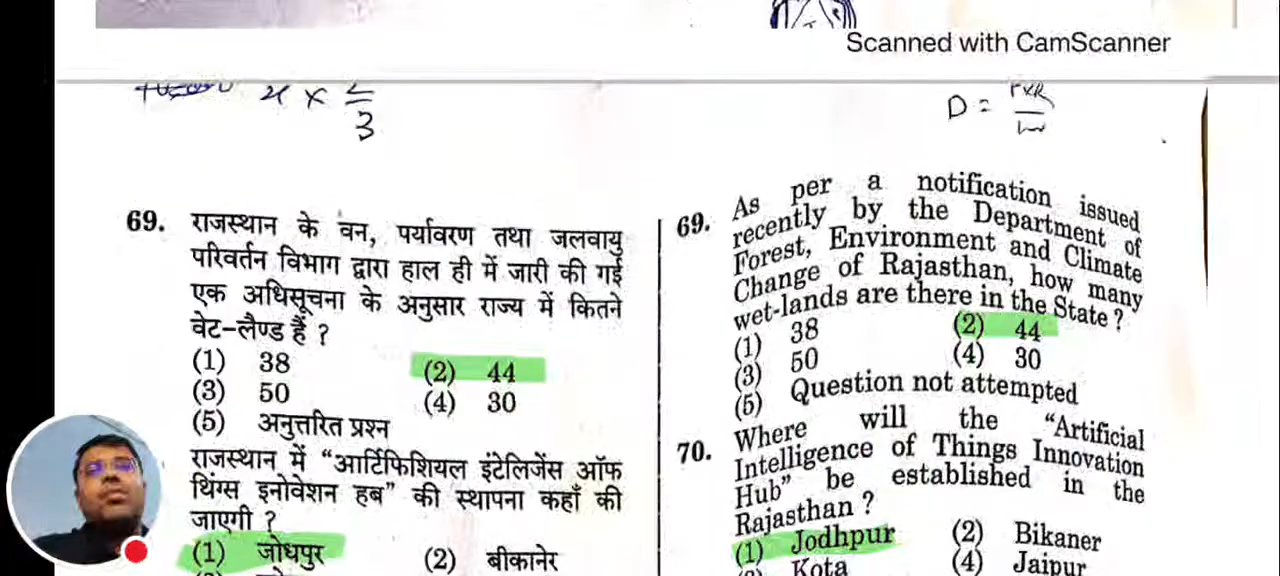 Scanned with CamScanner
x ×
3
D =
69. राजस्थान के वन, पर्यावरण तथा जलवायु
परिवर्तन विभाग द्वारा हाल ही में जारी की गई
एक अधिसूचना के अनुसार राज्य में कितने
वेट-लैण्ड हैं ?
(1) 38 (2) 44
(3) 50 (4) 30
(5) अनुत्तरित प्रश्न
राजस्थान में “आर्टिफिशियल इंटेलिजेंस ऑफ
थिंग्स इनोवेशन हब” की स्थापना कहाँ की
जाएगी ?
(1) जोधपुर (2) बीकानेर
69. As per a notification issued
recently by the Department of
Forest, Environment and Climate
Change of Rajasthan, how many
wet-lands are there in the State ?
(1) 38 (2) 44
(3) 50 (4) 30
(5) Question not attempted
70. Where will the “Artificial
Intelligence of Things Innovation
Hub” be established in the
Rajasthan ?
(1) Jodhpur (2) Bikaner
Kota (4) Jaipur